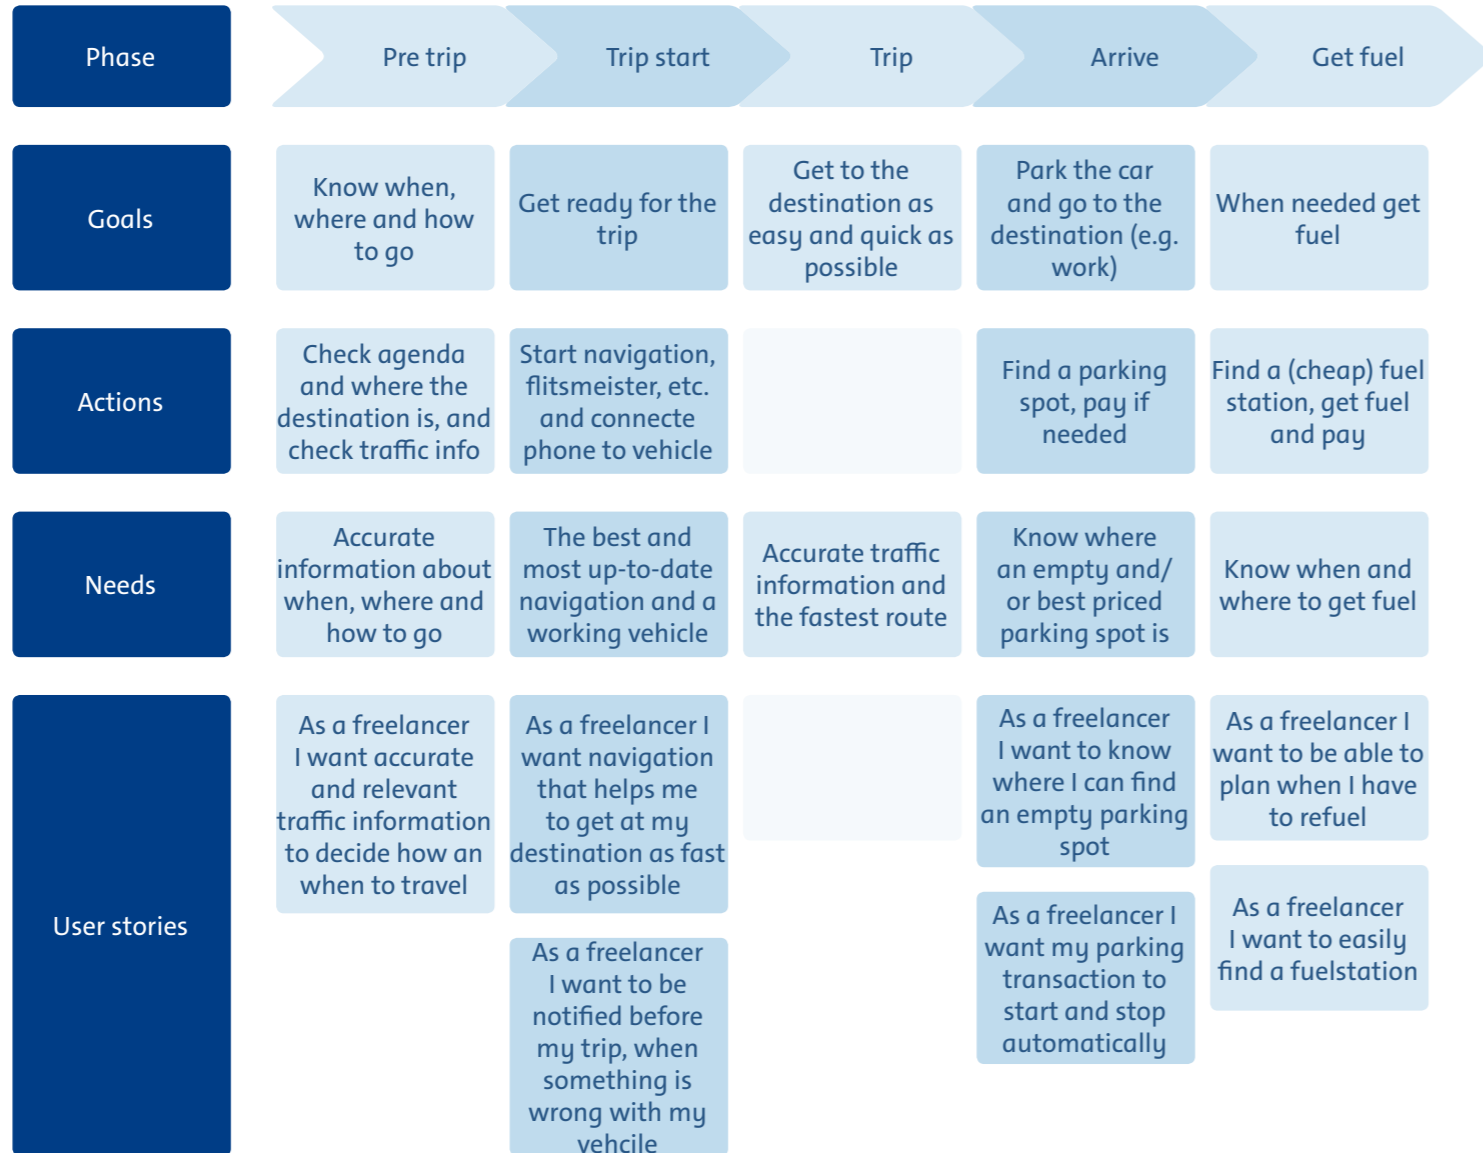 Phase
Pre trip
Trip start
Trip
Arrive
Get fuel
Goals
Know when,
where and how
to go
Get ready for the
trip
Get to the
destination as
easy and quick as
possible
Park the car
and go to the
destination (e.g.
work)
When needed get
fuel
Actions
Check agenda
and where the
destination is, and
check traffic info
Start navigation,
flitsmeister, etc.
and connecte
phone to vehicle
Find a parking
spot, pay if
needed
Find a (cheap) fuel
station, get fuel
and pay
Needs
Accurate
information about
when, where and
how to go
The best and
most up-to-date
navigation and a
working vehicle
Accurate traffic
information and
the fastest route
Know where
an empty and/
or best priced
parking spot is
Know when and
where to get fuel
User stories
As a freelancer
I want accurate
and relevant
traffic information
to decide how an
when to travel
As a freelancer I
want navigation
that helps me
to get at my
destination as fast
as possible
As a freelancer
I want to be
notified before
my trip, when
something is
wrong with my
vehcile
As a freelancer
I want to know
where I can find
an empty parking
spot
As a freelancer I
want my parking
transaction to
start and stop
automatically
As a freelancer I
want to be able to
plan when I have
to refuel
As a freelancer
I want to easily
find a fuelstation